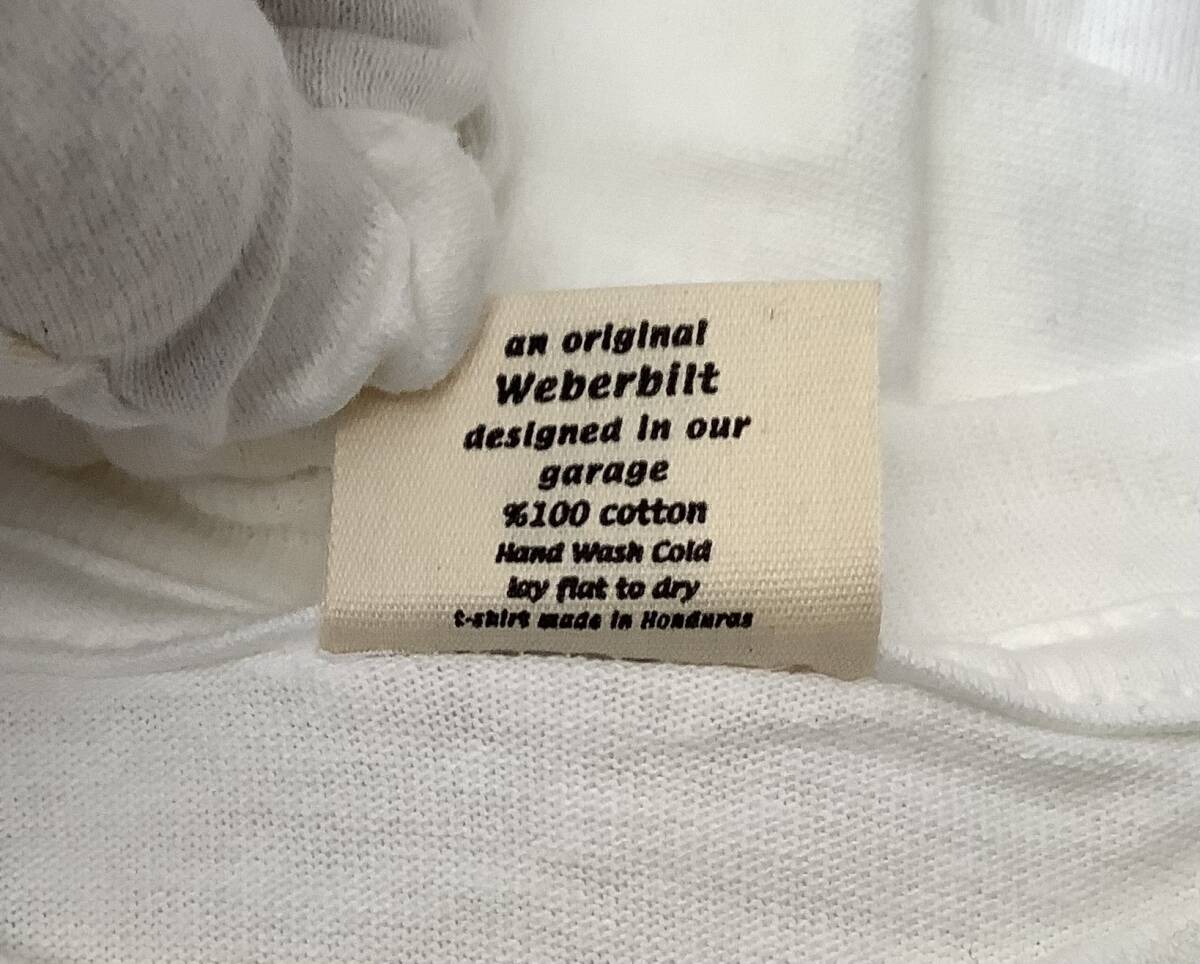 an original
Weberbilt
designed in our
garage
%100 cotton
Hand Wash Cold
lay flat to dry
t-shirt made in Honduras